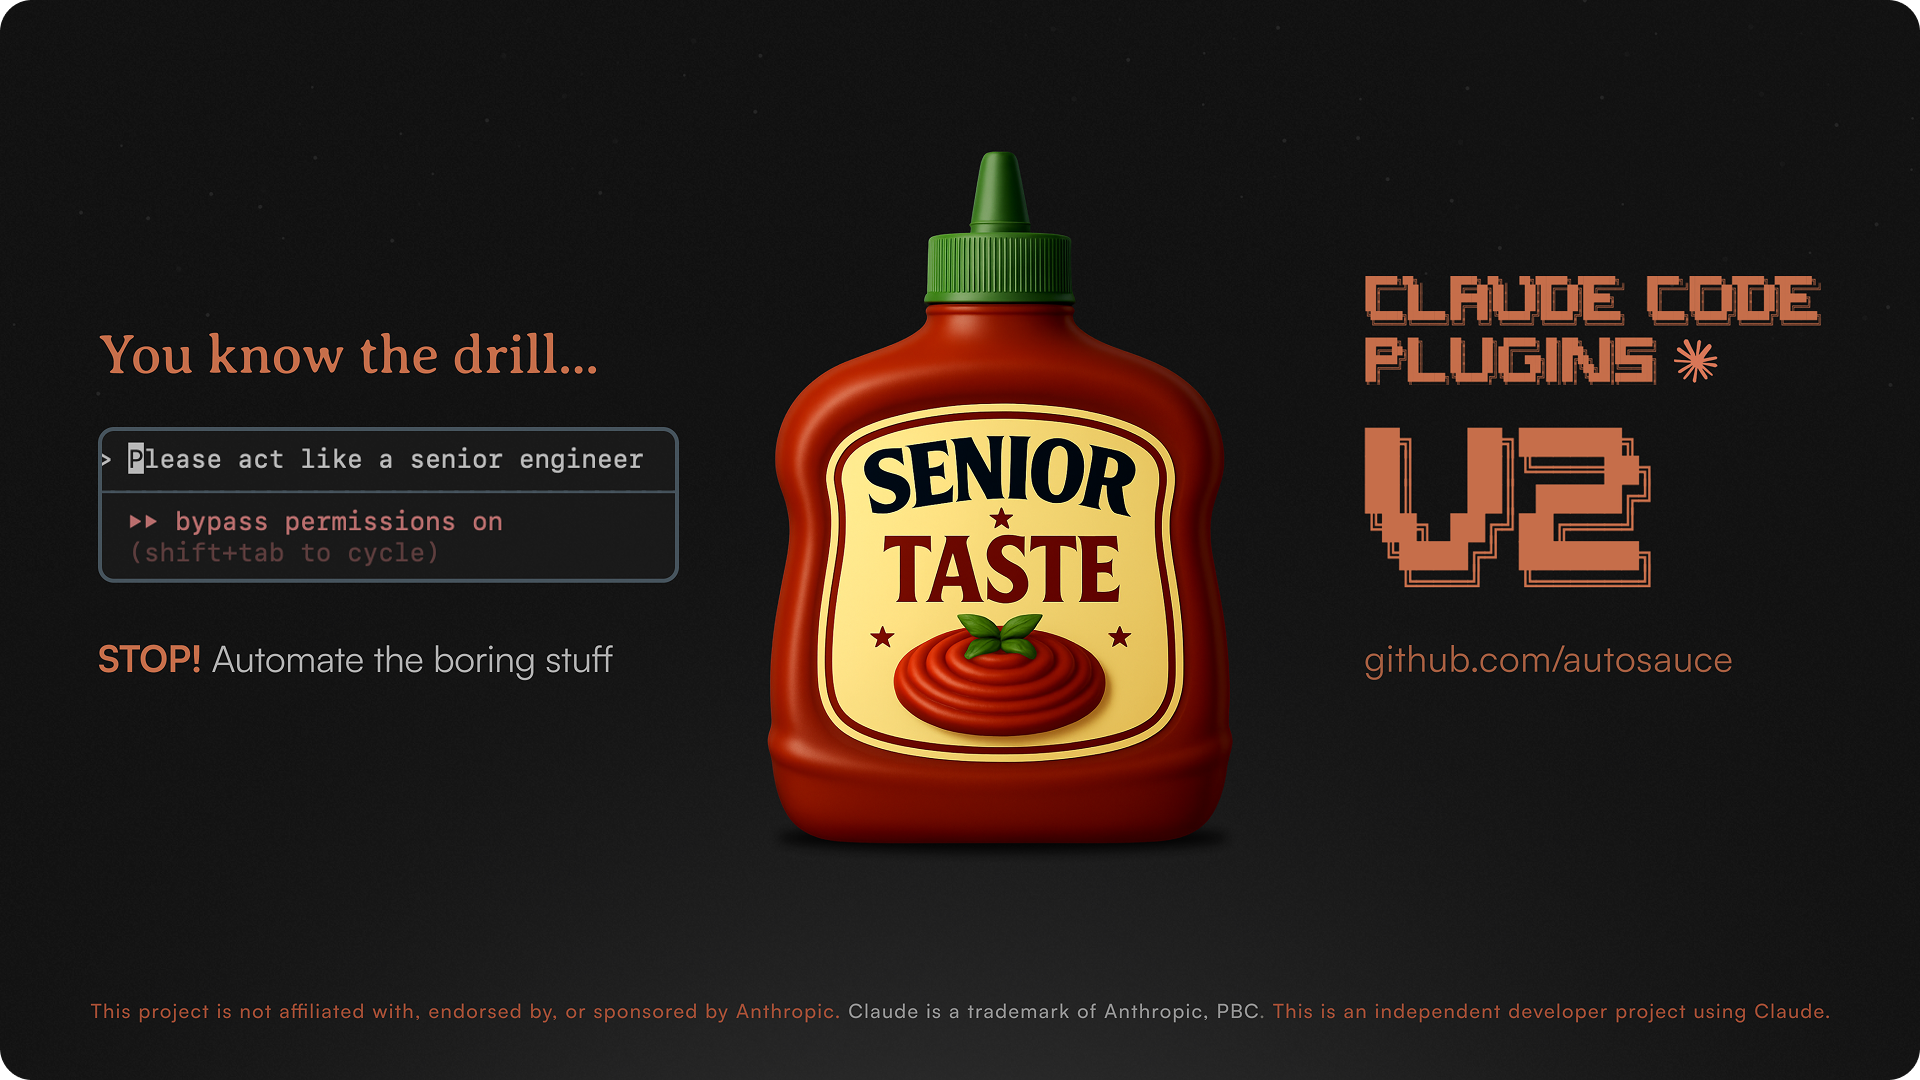 You know the drill...
> Please act like a senior engineer
bypass permissions on
(shift+tab to cycle)
STOP! Automate the boring stuff
SENIOR
TASTE
CLAUDE CODE
PLUGINS
V2
github.com/autosauce
This project is not affiliated with, endorsed by, or sponsored by Anthropic. Claude is a trademark of Anthropic, PBC. This is an independent developer project using Claude.